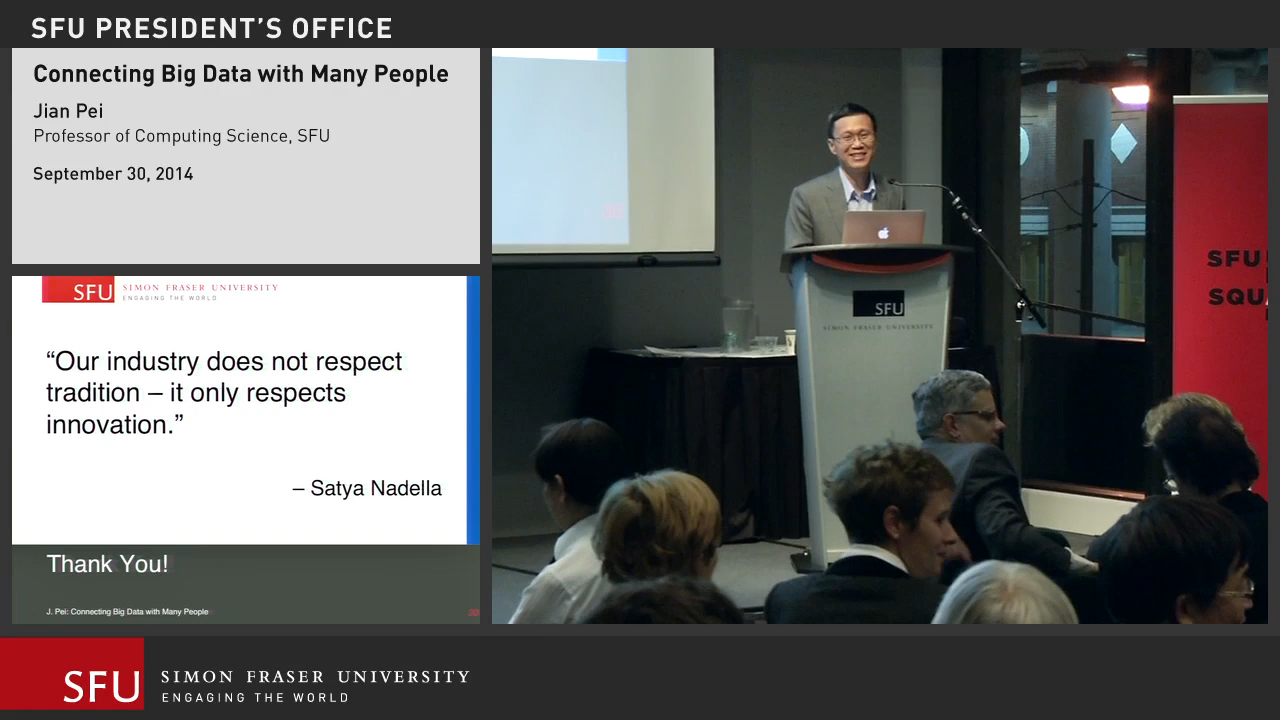 SFU PRESIDENT'S OFFICE
Connecting Big Data with Many People
Jian Pei
Professor of Computing Science, SFU
September 30, 2014
SFU SIMON FRASER UNIVERSITY
ENGAGING THE WORLD
“Our industry does not respect
tradition – it only respects
innovation.”
– Satya Nadella
Thank You!
J. Pei: Connecting Big Data with Many People
SFU
SIMON FRASER UNIVERSITY
SFU
SQU
SFU SIMON FRASER UNIVERSITY
ENGAGING THE WORLD